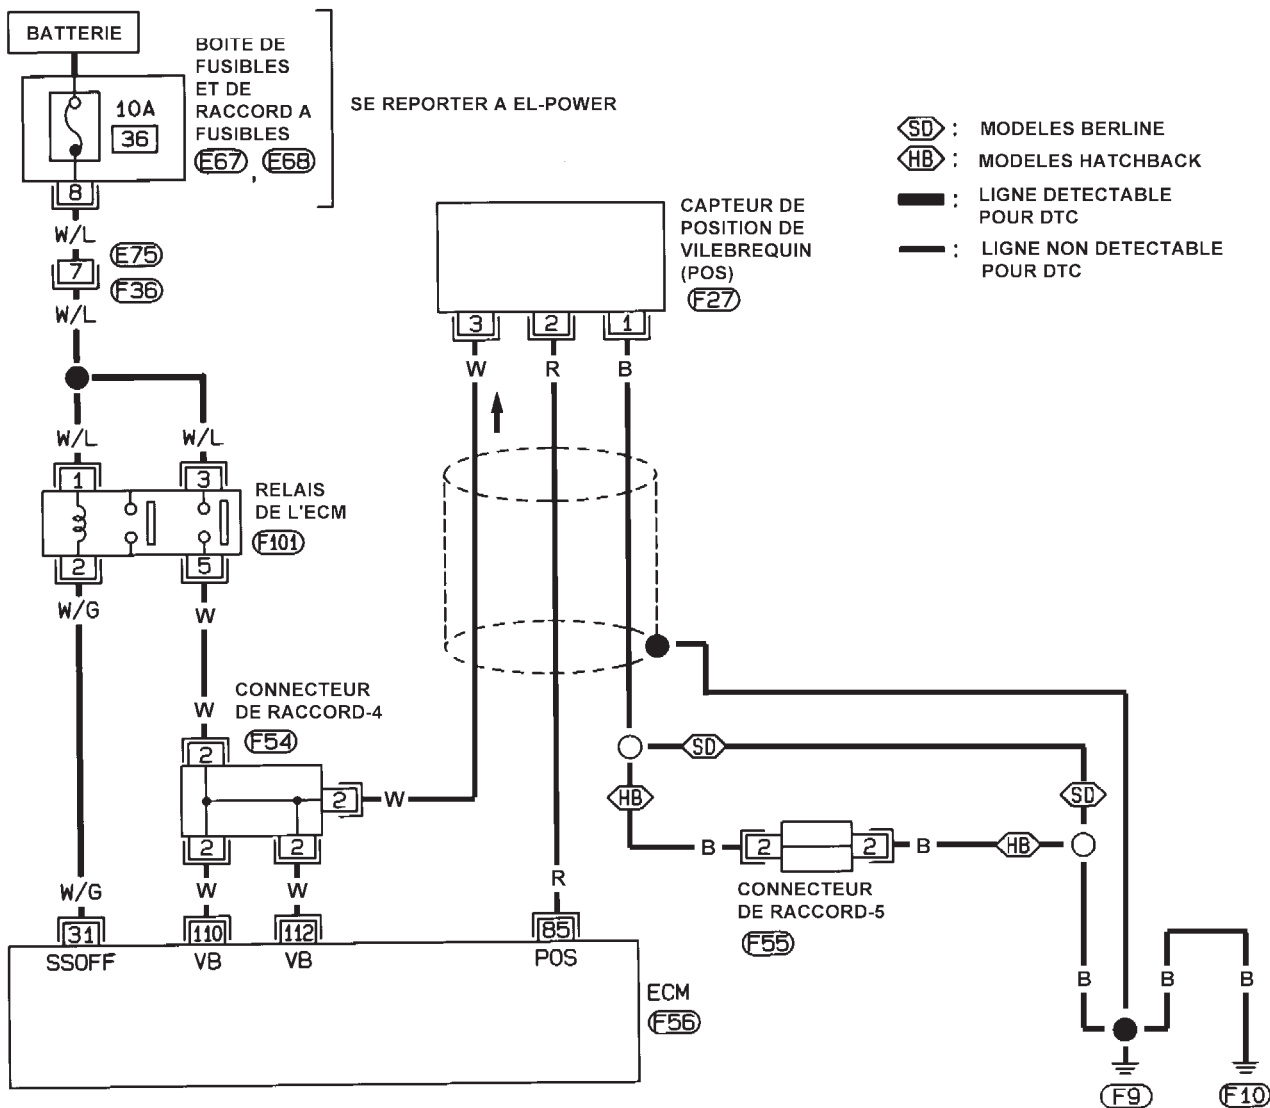 BATTERIE
BOITE DE
FUSIBLES
ET DE
RACCORD A
FUSIBLES
E67 , E68
10A
36
8
SE REPORTER A EL-POWER
SD : MODELES BERLINE
HB : MODELES HATCHBACK
: LIGNE DETECTABLE
POUR DTC
: LIGNE NON DETECTABLE
POUR DTC
W/L
7
E75
F36
W/L
CAPTEUR DE
POSITION DE
VILEBREQUIN
(POS)
F27
3 2 1
W R B
W/L W/L
1 3
RELAIS
DE L'ECM
F101
2 5
W/G W
W
CONNECTEUR
DE RACCORD-4
F54
2
2 W
2 2
SD
HB
SD
B 2 2 B HB
CONNECTEUR
DE RACCORD-5
F55
W/G W W R
31 110 112 85
SSOFF VB VB POS
ECM
F56
B B B
F9 F10